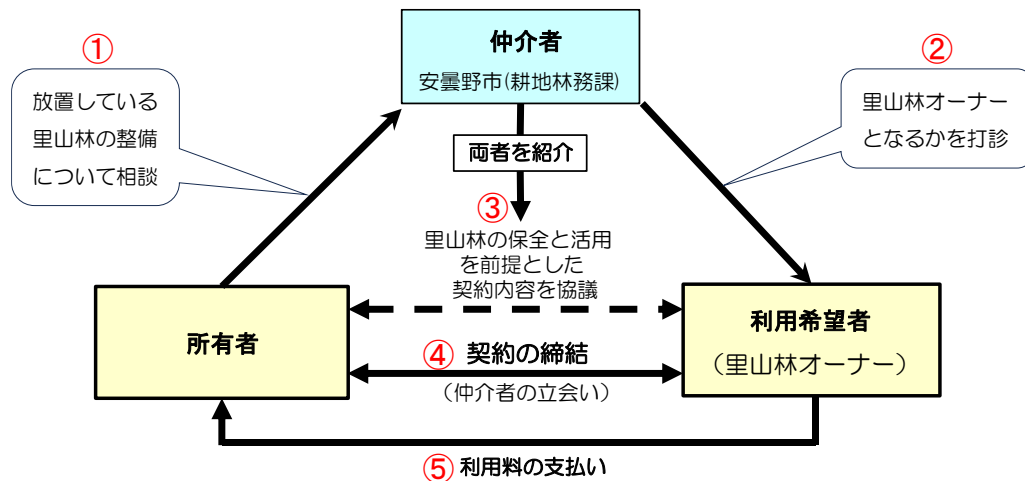 ①
放置している
里山林の整備
について相談
仲介者
安曇野市(耕地林務課)
②
里山林オーナー
となるかを打診
両者を紹介
③
里山林の保全と活用
を前提とした
契約内容を協議
所有者
利用希望者
（里山林オーナー）
④ 契約の締結
（仲介者の立会い）
⑤ 利用料の支払い